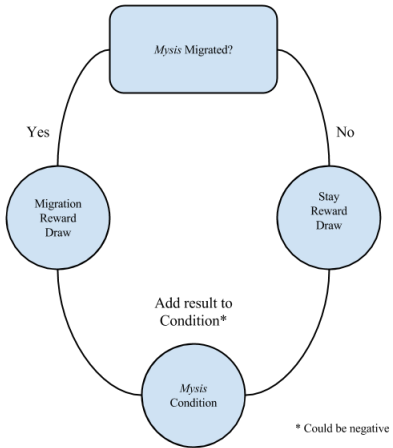 Mysis Migrated?
Yes
No
Migration
Reward
Draw
Stay
Reward
Draw
Add result to
Condition*
Mysis
Condition
* Could be negative